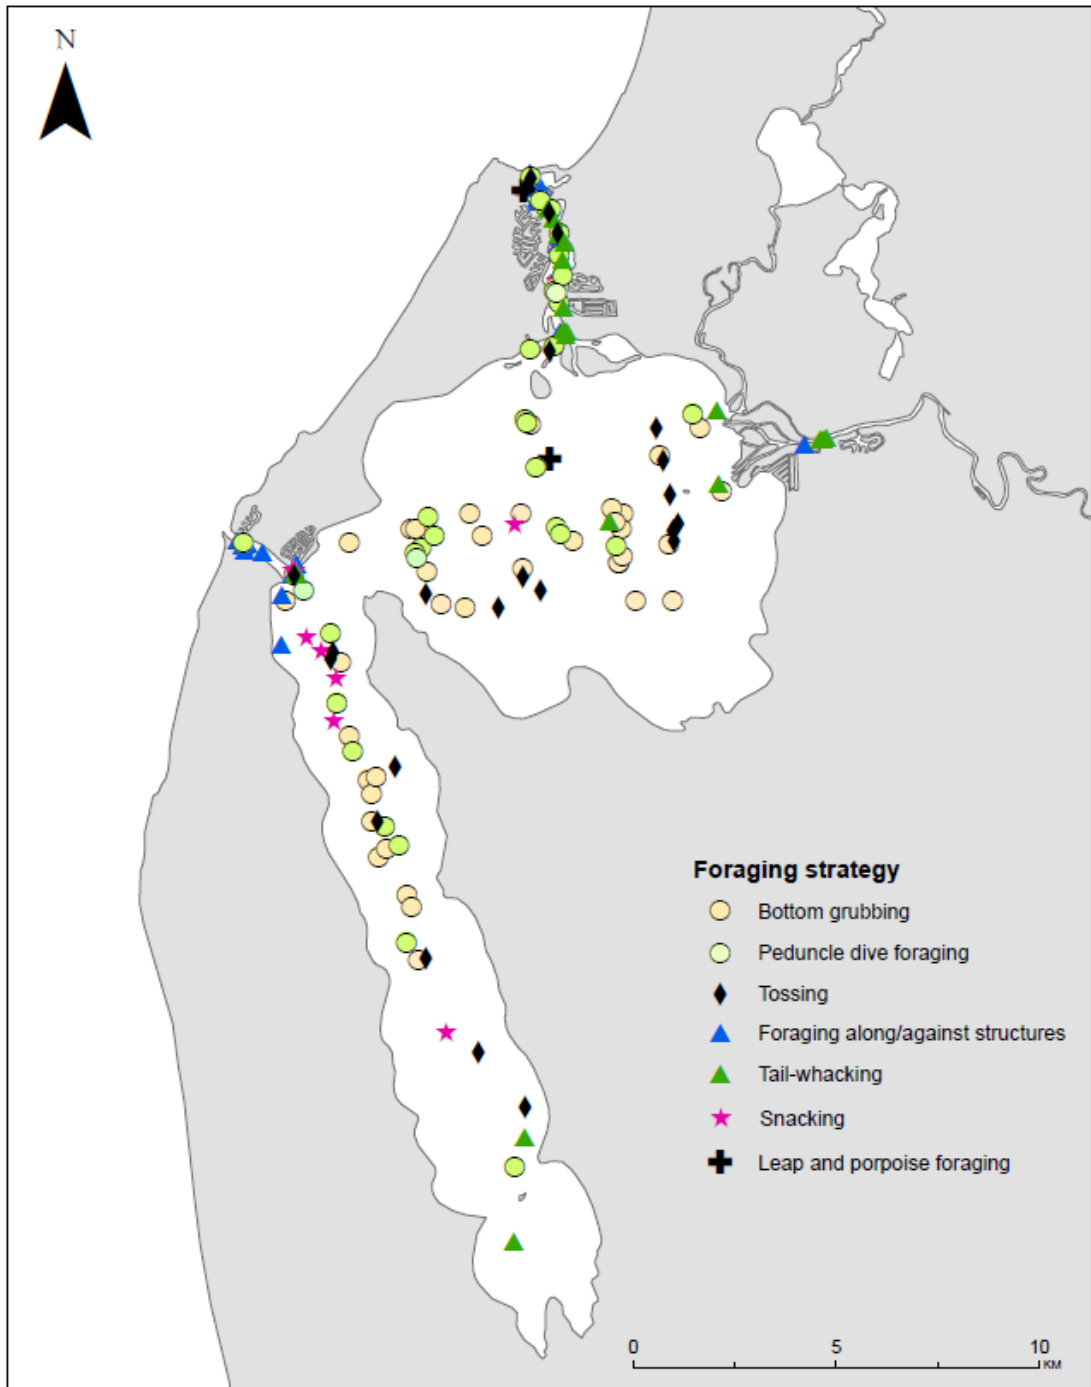 N
Foraging strategy
Bottom grubbing
Peduncle dive foraging
Tossing
Foraging along/against structures
Tail-whacking
Snacking
Leap and porpoise foraging
0 5 10
KM